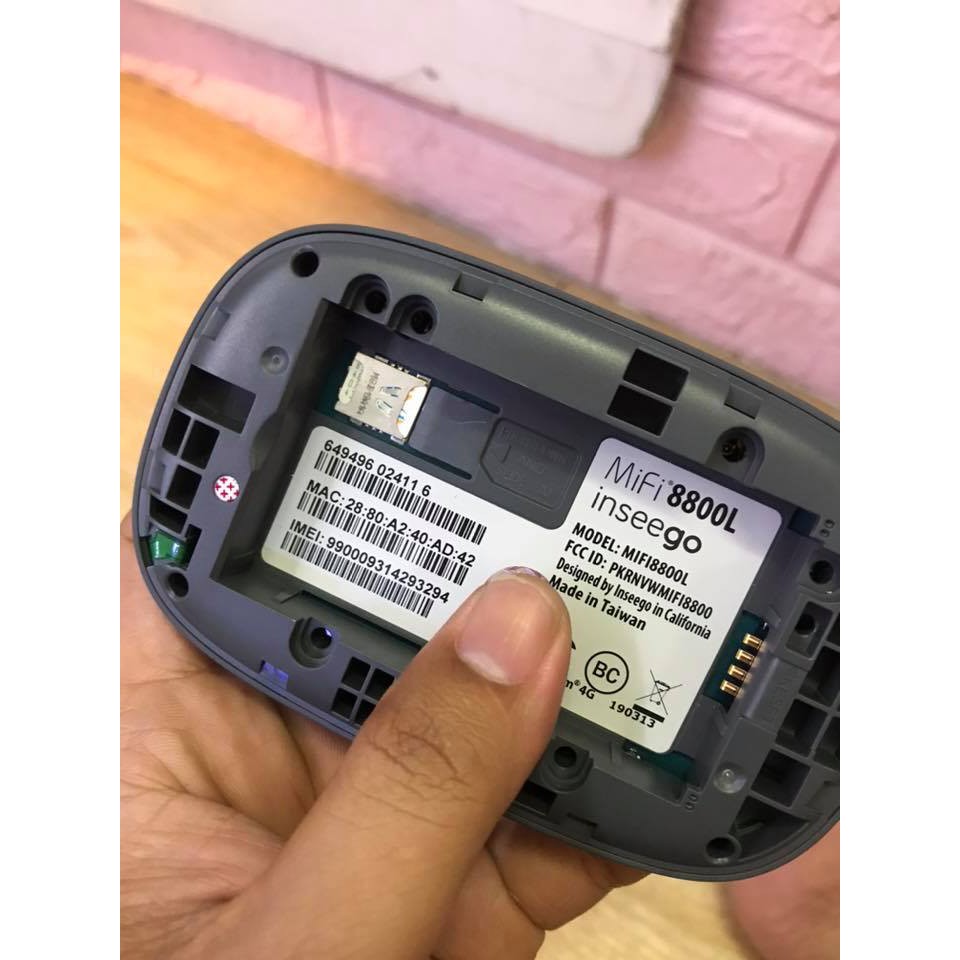 649496 02411 6
MAC: 28:80:A2:40:AD:42
IMEI: 990009314293294
MiFi® 8800L
inseego
MODEL: MIFI8800L
FCC ID: PKRNVWMIFI8800
Designed by Inseego in California
Made in Taiwan
BC
m® 4G
190313